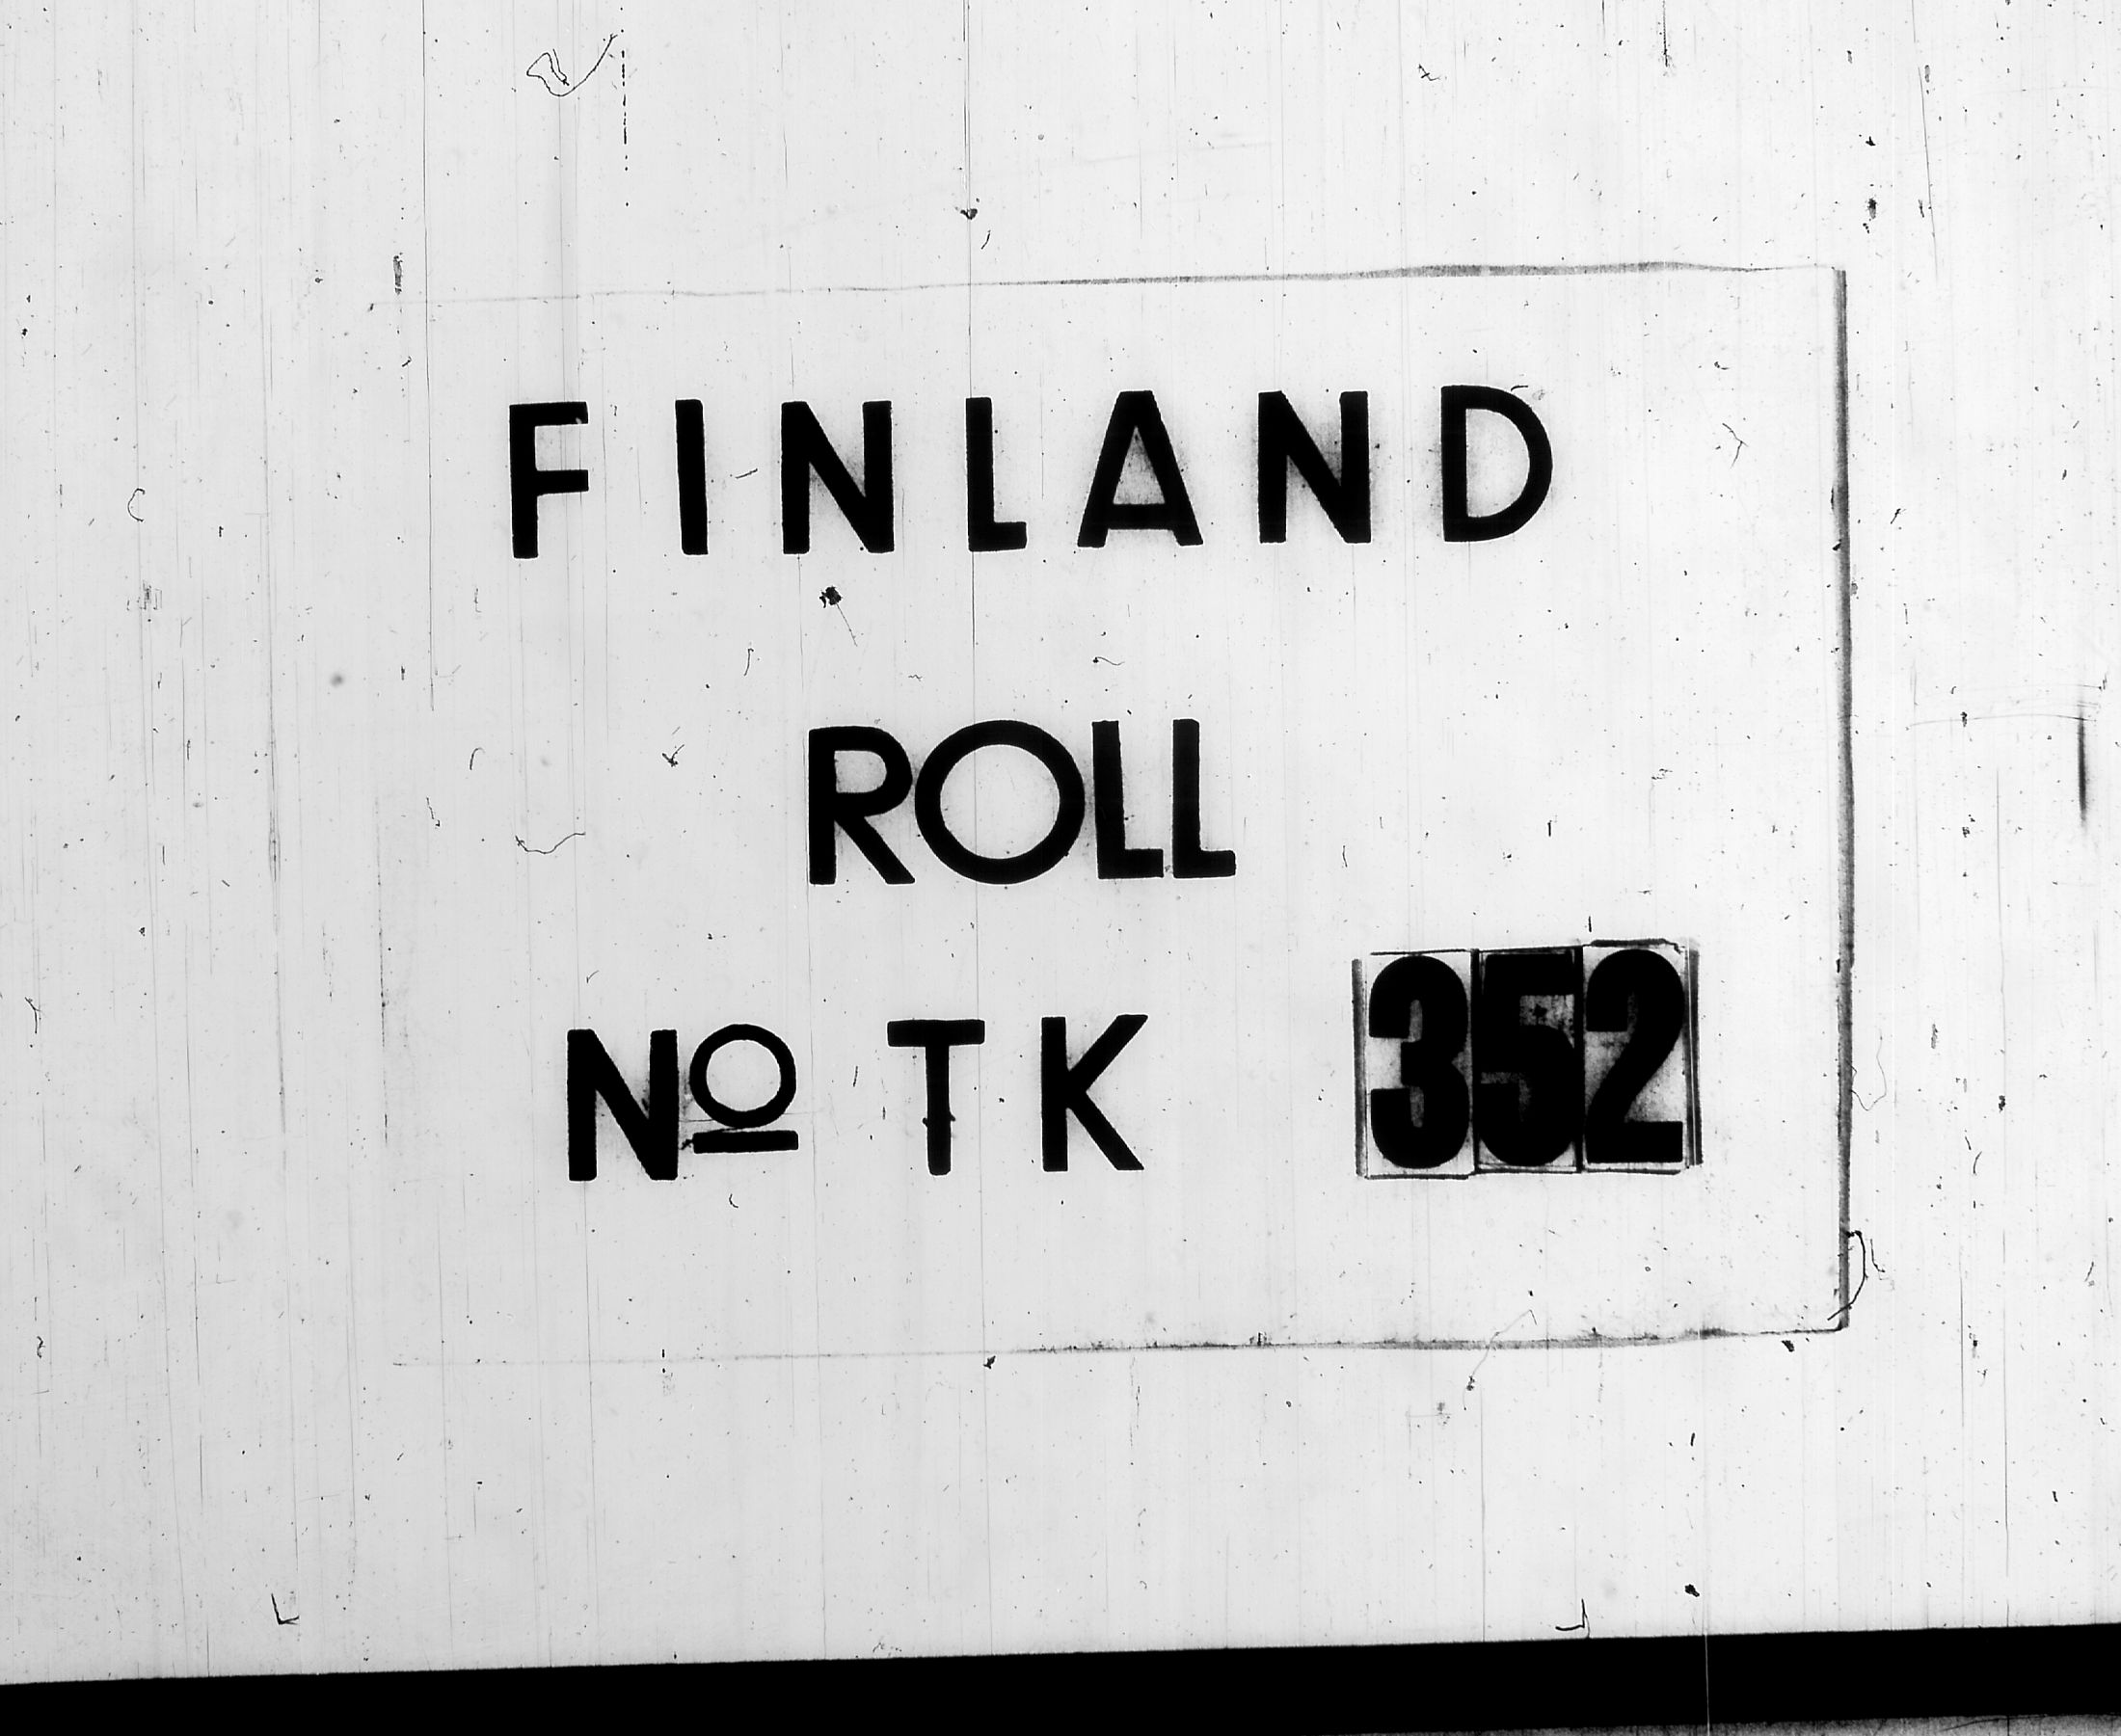 FINLAND
ROLL
Nº TK 352